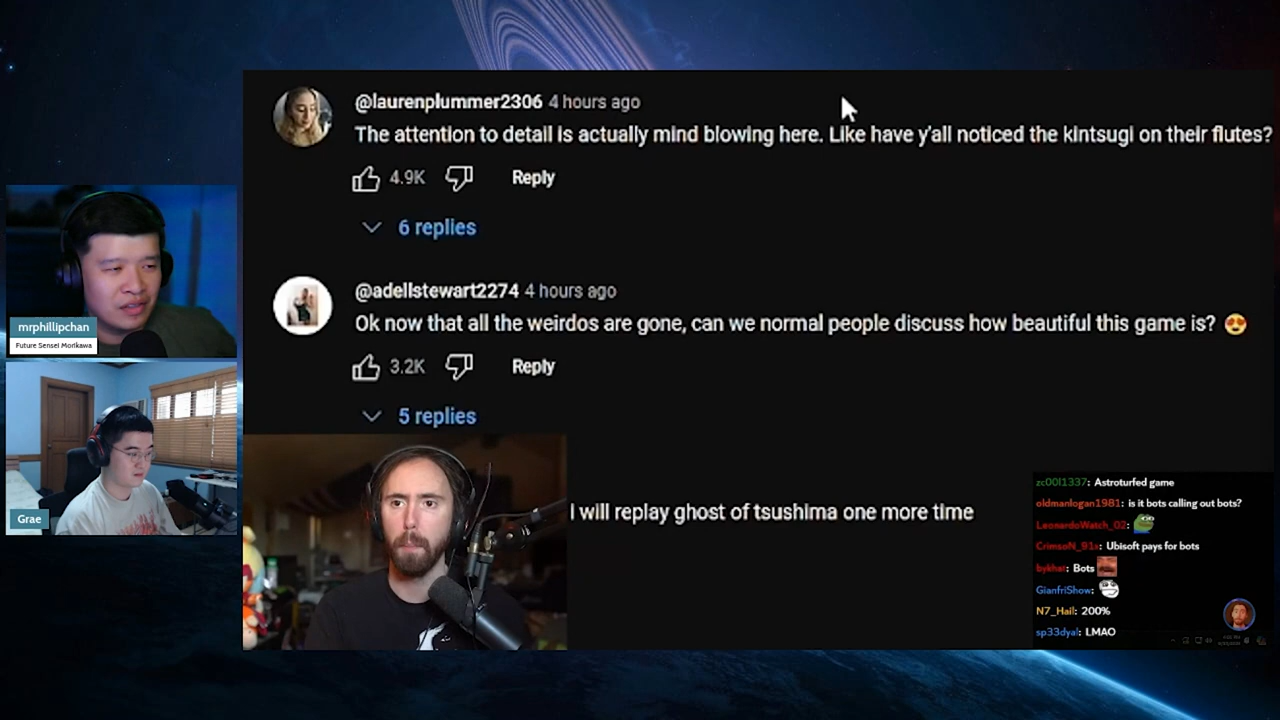 @laurenplummer2306 4 hours ago
The attention to detail is actually mind blowing here. Like have y'all noticed the kintsugi on their flutes?
4.9K Reply
6 replies
@adellstewart2274 4 hours ago
Ok now that all the weirdos are gone, can we normal people discuss how beautiful this game is? 😍
3.2K Reply
5 replies
I will replay ghost of tsushima one more time
mrphillipchan
Future Sensei Morikawa
Grae
zc00l1337: Astroturfed game
oldmanlogan1981: is it bots calling out bots?
LeonardoWatch_02:
CrimsoN_91x: Ubisoft pays for bots
bykhat: Bots
GianfriShow:
N7_Hail: 200%
sp33dyal: LMAO